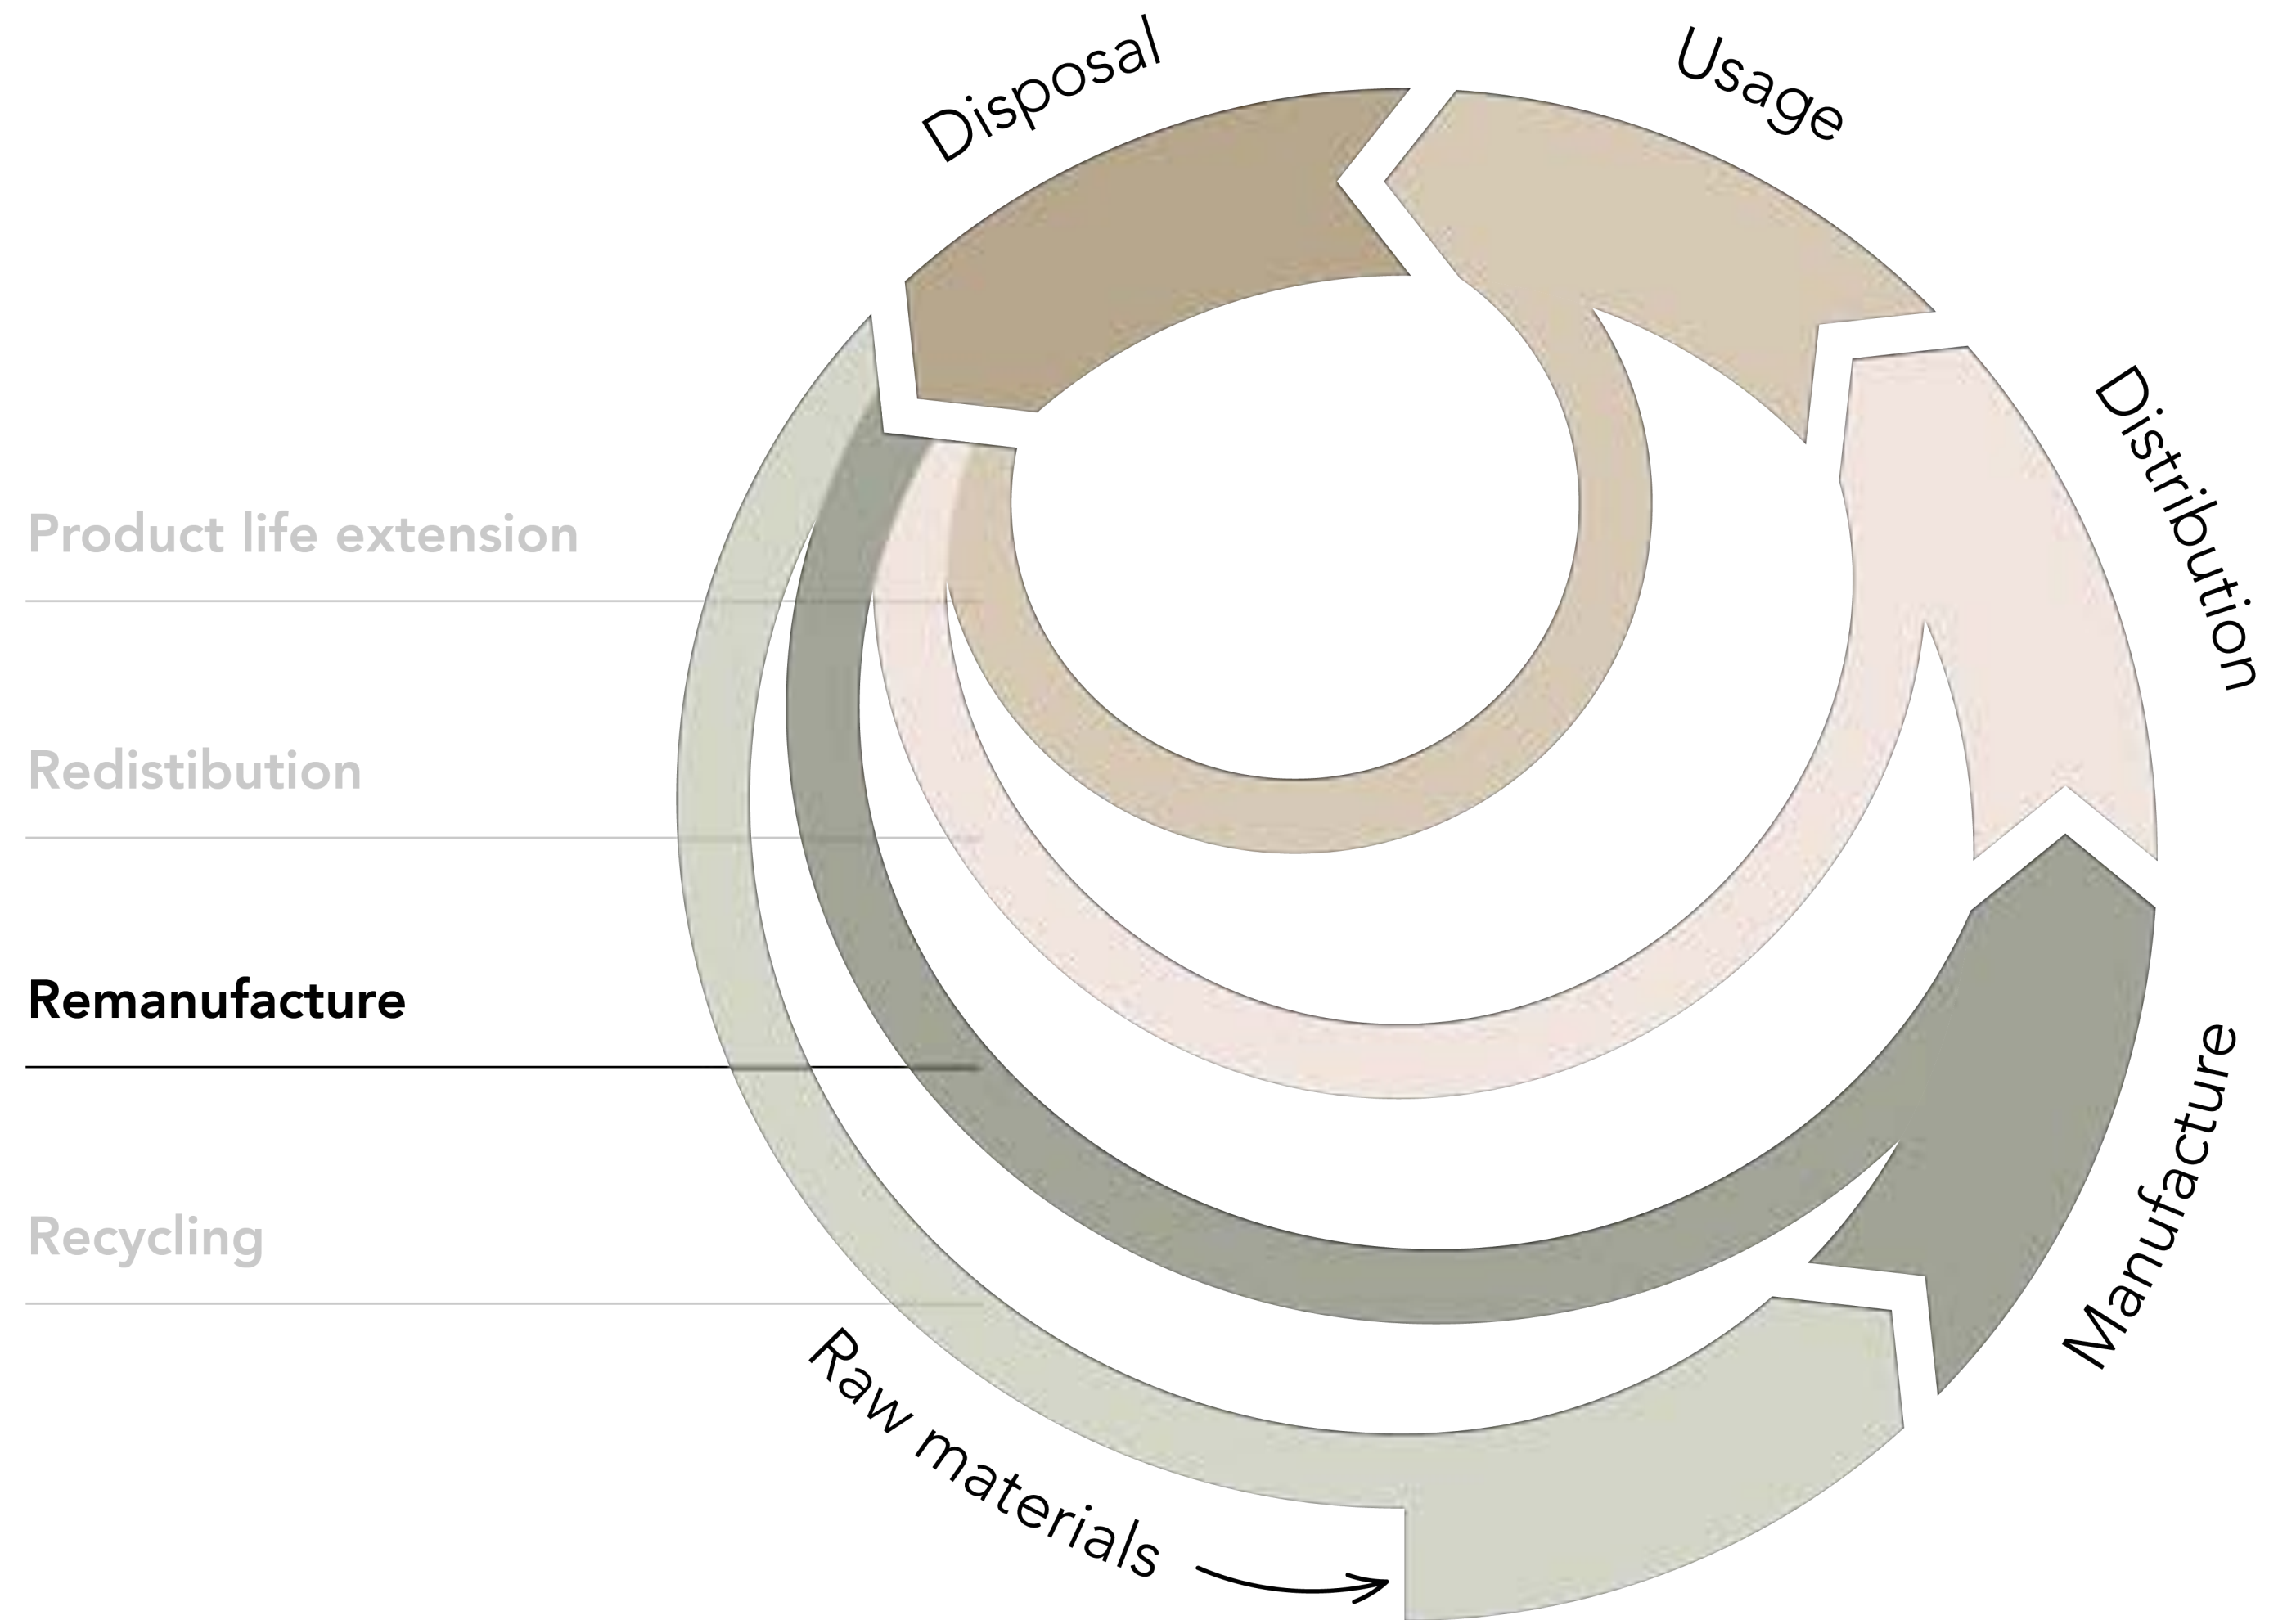 Disposal
Usage
Distribution
Product life extension
Redistibution
Remanufacture
Manufacture
Recycling
Raw materials